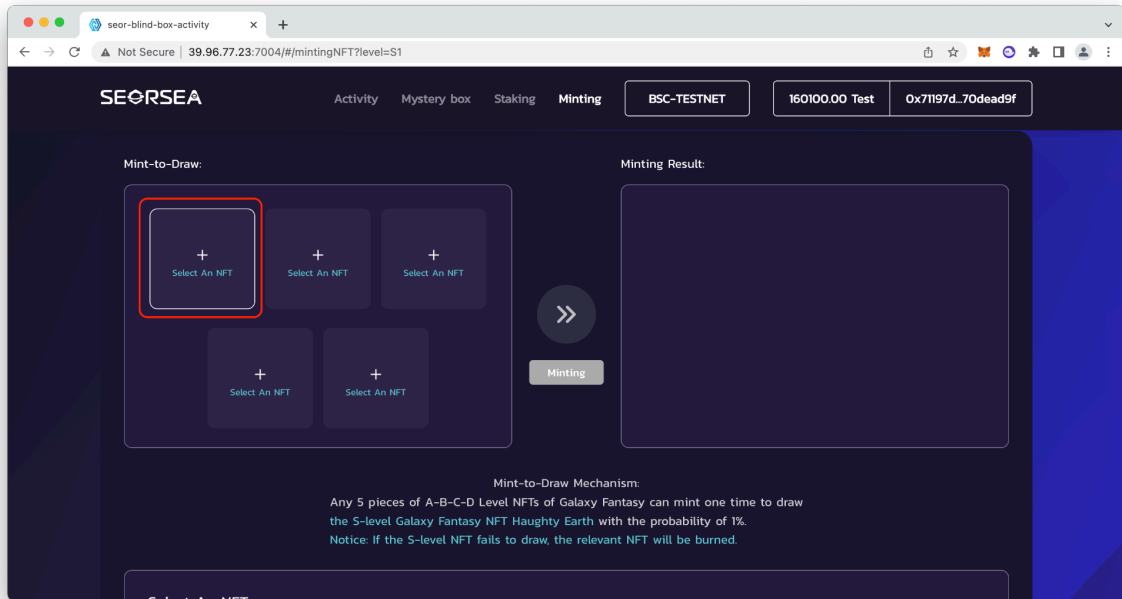 seor-blind-box-activity
Not Secure | 39.96.77.23:7004/#/mintingNFT?level=S1
SEORSEA Activity Mystery box Staking Minting BSC-TESTNET 160100.00 Test 0x71197d...70dead9f
Mint-to-Draw: Minting Result:
+ + +
Select An NFT Select An NFT Select An NFT
+ +
Select An NFT Select An NFT
Minting
Mint-to-Draw Mechanism:
Any 5 pieces of A-B-C-D Level NFTs of Galaxy Fantasy can mint one time to draw
the S-level Galaxy Fantasy NFT Haughty Earth with the probability of 1%.
Notice: If the S-level NFT fails to draw, the relevant NFT will be burned.
Select An NFT